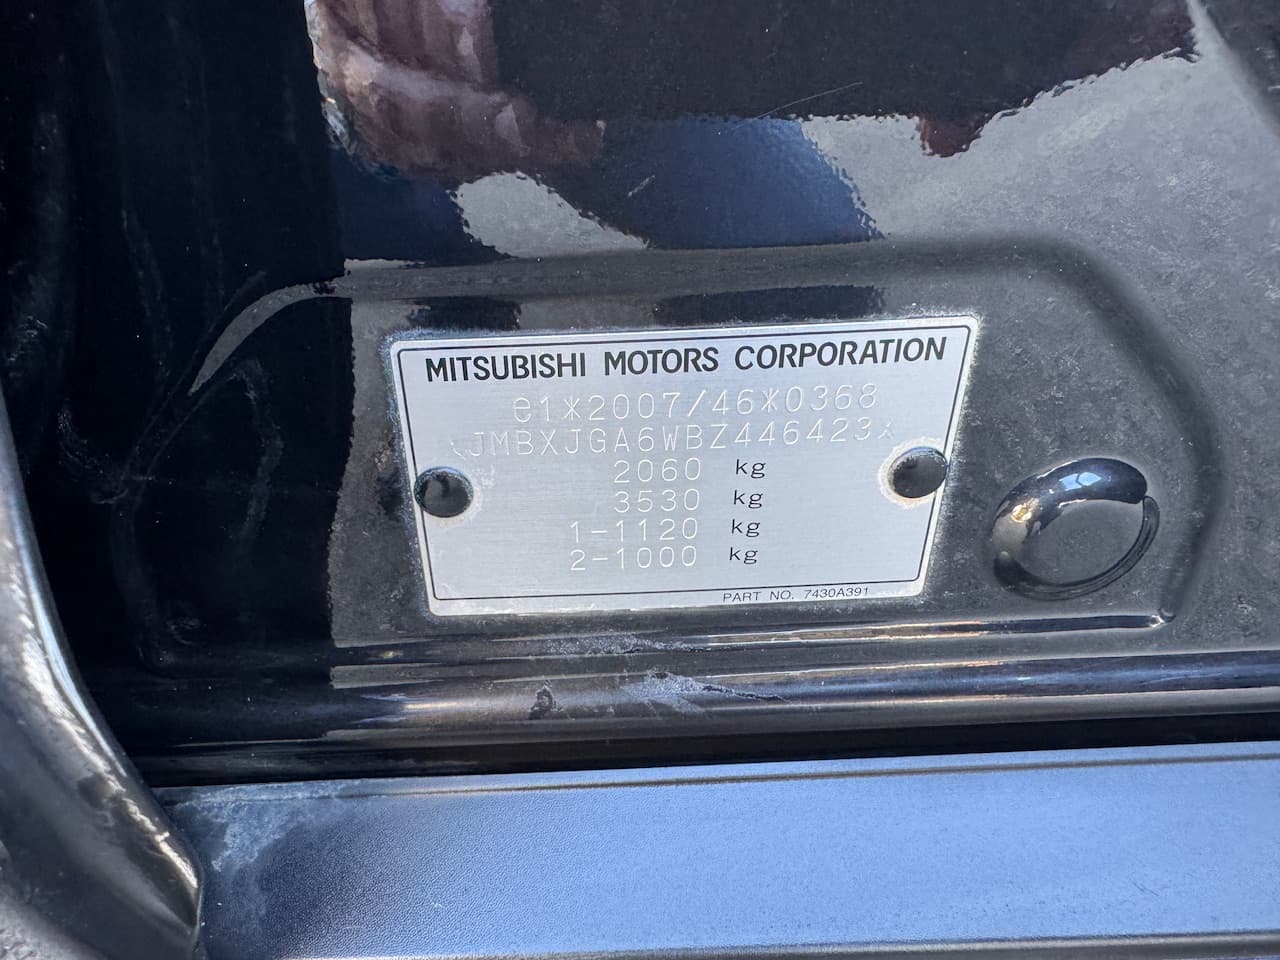 MITSUBISHI MOTORS CORPORATION
e1*2007/46*0368
*JMBXJGA6WBZ446423*
2060 kg
3530 kg
1-1120 kg
2-1000 kg
PART NO. 7430A391